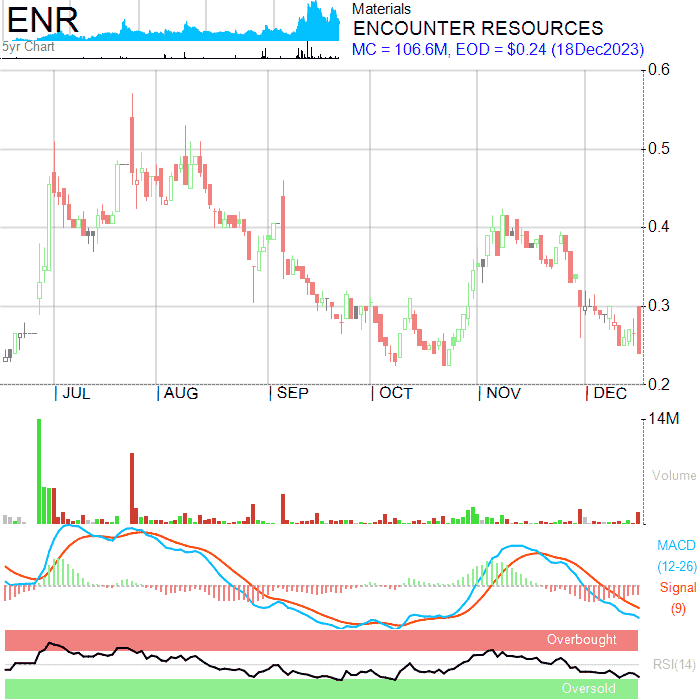 ENR
5yr Chart
Materials
ENCOUNTER RESOURCES
MC = 106.6M, EOD = $0.24 (18Dec2023)
0.6
0.5
0.4
0.3
0.2
JUL AUG SEP OCT NOV DEC
14M
Volume
MACD
(12-26)
Signal
(9)
Overbought
RSI(14)
Oversold